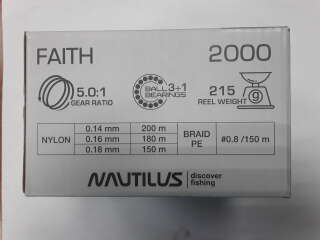 FAITH 2000
5.0:1 GEAR RATIO
BALL BEARINGS 3+1
215 g REEL WEIGHT
NYLON 0.14 mm 200 m BRAID PE #0.8 /150 m
0.16 mm 180 m
0.18 mm 150 m
NAUTILUS discover fishing